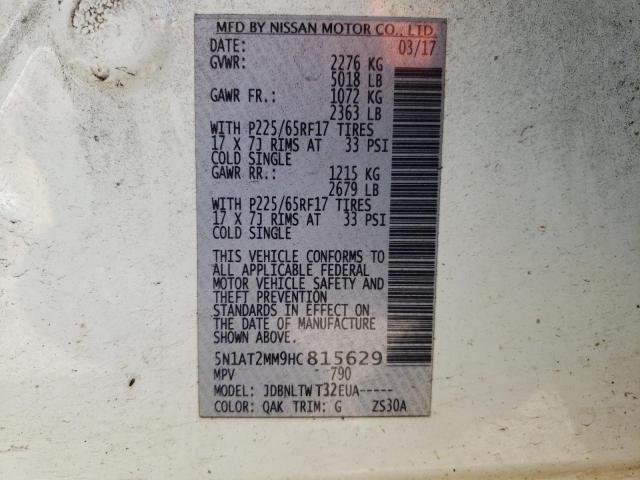 MFD BY NISSAN MOTOR CO., LTD.
DATE: 03/17
GVWR: 2276 KG
5018 LB
GAWR FR.: 1072 KG
2363 LB
WITH P225/65RF17 TIRES
17 X 7J RIMS AT 33 PSI
COLD SINGLE
GAWR RR.: 1215 KG
2679 LB
WITH P225/65RF17 TIRES
17 X 7J RIMS AT 33 PSI
COLD SINGLE
THIS VEHICLE CONFORMS TO
ALL APPLICABLE FEDERAL
MOTOR VEHICLE SAFETY AND
THEFT PREVENTION
STANDARDS IN EFFECT ON
THE DATE OF MANUFACTURE
SHOWN ABOVE.
5N1AT2MM9HC815629
MPV 790
MODEL: JDBNLTW T32EUA-----
COLOR: QAK TRIM: G ZS30A